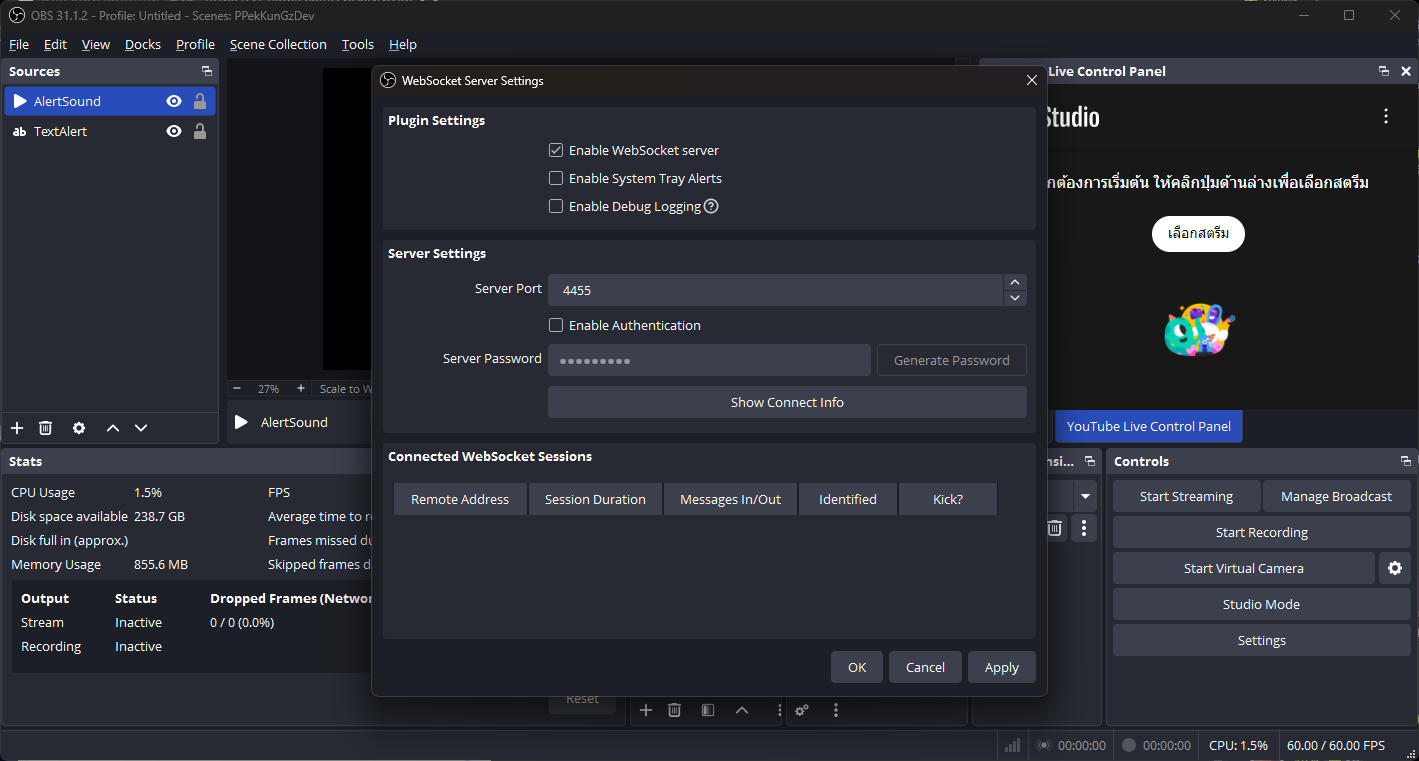 OBS 31.1.2 - Profile: Untitled - Scenes: PPekKunGzDev
File Edit View Docks Profile Scene Collection Tools Help
Sources
AlertSound
ab TextAlert
27% Scale to W
AlertSound
WebSocket Server Settings
Plugin Settings
Enable WebSocket server
Enable System Tray Alerts
Enable Debug Logging
Server Settings
Server Port 4455
Enable Authentication
Server Password Generate Password
Show Connect Info
Connected WebSocket Sessions
Remote Address Session Duration Messages In/Out Identified Kick?
OK Cancel Apply
Live Control Panel
Studio
กต้องการเริ่มต้น ให้คลิกปุ่มด้านล่างเพื่อเลือกสตรีม
เลือกสตรีม
YouTube Live Control Panel
Stats
CPU Usage 1.5% FPS
Disk space available 238.7 GB Average time to re
Disk full in (approx.) Frames missed du
Memory Usage 855.6 MB Skipped frames d
Output Status Dropped Frames (Networ
Stream Inactive 0 / 0 (0.0%)
Recording Inactive
Reset
nsi...
Controls
Start Streaming Manage Broadcast
Start Recording
Start Virtual Camera
Studio Mode
Settings
00:00:00 00:00:00 CPU: 1.5% 60.00 / 60.00 FPS